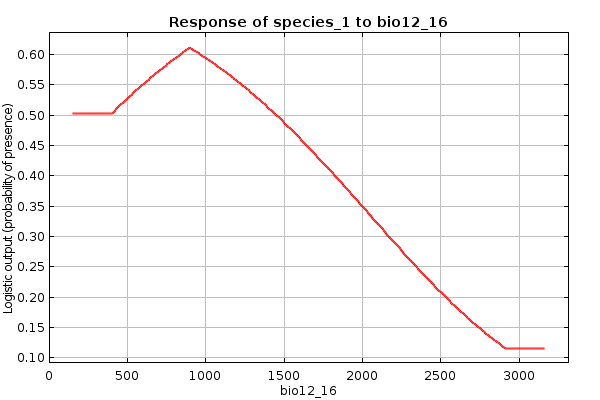 Response of species_1 to bio12_16
Logistic output (probability of presence)
0.60
0.55
0.50
0.45
0.40
0.35
0.30
0.25
0.20
0.15
0.10
0 500 1000 1500 2000 2500 3000
bio12_16